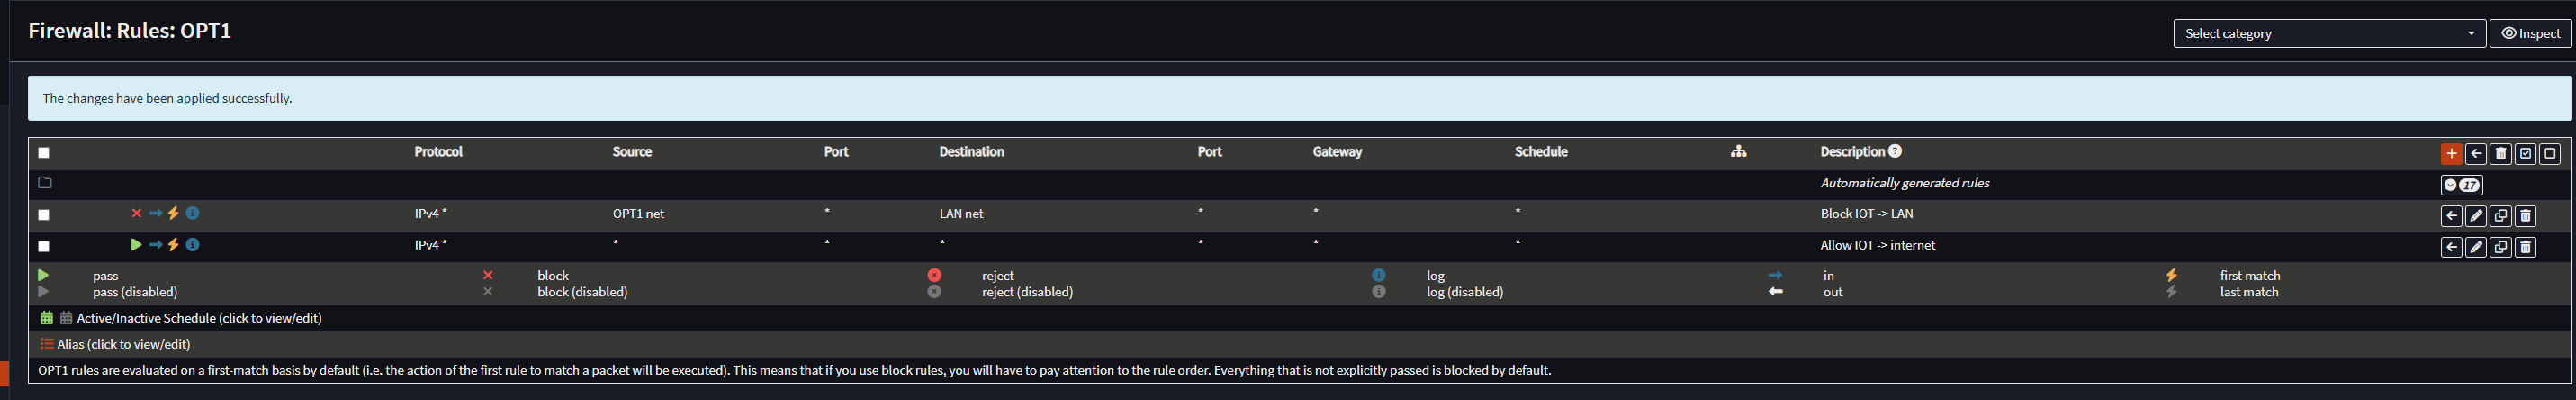 Firewall: Rules: OPT1
Select category Inspect
The changes have been applied successfully.
Protocol Source Port Destination Port Gateway Schedule Description
Automatically generated rules 17
IPv4 * OPT1 net * LAN net * * * Block IOT -> LAN
IPv4 * * * * * * * Allow IOT -> internet
pass block reject log in first match
pass (disabled) block (disabled) reject (disabled) log (disabled) out last match
Active/Inactive Schedule (click to view/edit)
Alias (click to view/edit)
OPT1 rules are evaluated on a first-match basis by default (i.e. the action of the first rule to match a packet will be executed). This means that if you use block rules, you will have to pay attention to the rule order. Everything that is not explicitly passed is blocked by default.